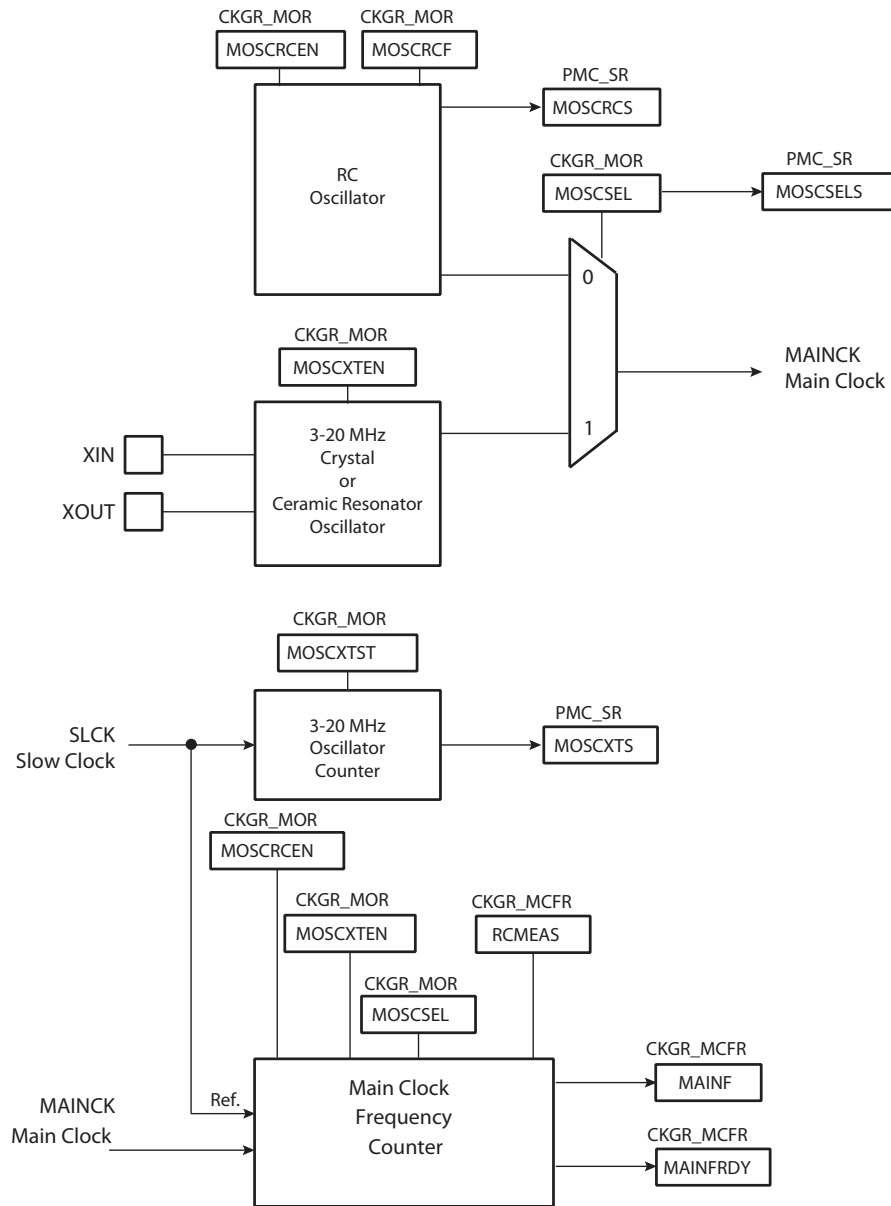 CKGR_MOR
CKGR_MOR
MOSCRCEN
MOSCRCF
PMC_SR
MOSCRCS
RC
Oscillator
CKGR_MOR
MOSCSEL
PMC_SR
MOSCSELS
0
CKGR_MOR
MOSCXTEN
MAINCK
Main Clock
3-20 MHz
Crystal
or
Ceramic Resonator
Oscillator
1
XIN
XOUT
CKGR_MOR
MOSCXTST
SLCK
Slow Clock
3-20 MHz
Oscillator
Counter
PMC_SR
MOSCXTS
CKGR_MOR
MOSCRCEN
CKGR_MOR
MOSCXTEN
CKGR_MCFR
RCMEAS
CKGR_MOR
MOSCSEL
Main Clock
Frequency
Counter
CKGR_MCFR
MAINF
Ref.
MAINCK
Main Clock
CKGR_MCFR
MAINFRDY